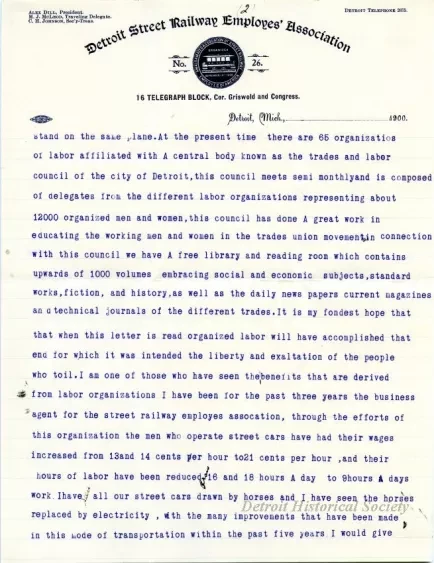 ALEX DILL, President.
M. J. McLEOD, Traveling Delegate.
C. H. JOHNSON, Sec'y-Treas.
DETROIT TELEPHONE
2
Detroit Street Railway Employes' Association
No. 26.
16 TELEGRAPH BLOCK, Cor. Griswald and Congress.
Detroit, Mich., 1900.
stand on the same plane.At the present time there are 65 organizatios
of labor affiliated with A central body known as the trades and labor
council of the city of Detroit,this council meets semi monthlyand is composed
of delegates from the different labor organizations representing about
12000 organized men and women,this council has done A great work in
educating the working men and women in the trades union movement,in connection
with this council we have A free library and reading room which contains
upwards of 1000 volumes embracing social and economic subjects,standard
works,fiction, and history,as well as the daily news papers current magazines
an d technical journals of the different trades.It is my fondest hope that
that when this letter is read organized labor will have accomplished that
end for which it was intended the liberty and exaltation of the people
who toil.I am one of those who have seen thebenefits that are derived
from labor organizations I have been for the past three years the business
agent for the street railway employes assocation, through the efforts of
this organization the men who operate street cars have had their wages
increased from 13and 14 cents per hour to21 cents per hour ,and their
hours of labor have been reduced 16 and 18 hours A day to 9hours A days
work.Ihave all our street cars drawn by horses and I have seen the horses
replaced by electricity , with the many improvements that have been made
in this mode of transportation within the past five years I would give
Detroit Historical Society